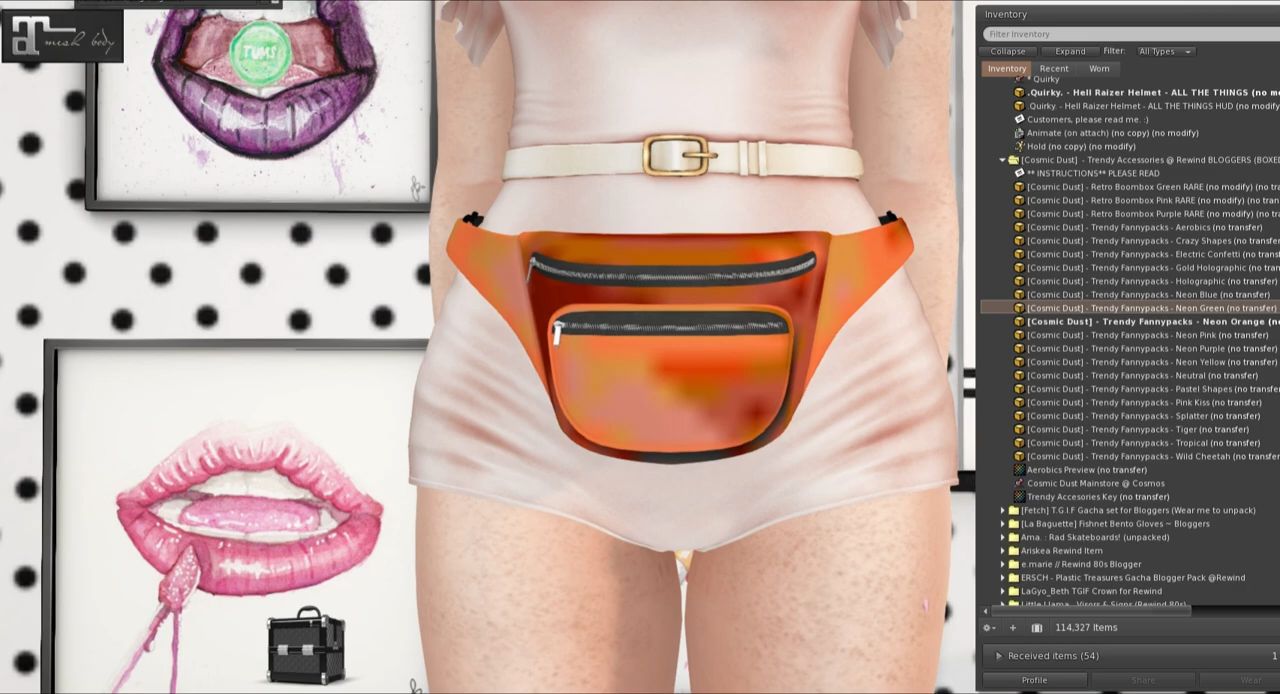 mesh body
TUMS
Inventory
Filter Inventory
Collapse Expand Filter: All Types
Inventory Recent Worn
* Quirky
.Quirky. - Hell Raizer Helmet - ALL THE THINGS (no
.Quirky. - Hell Raizer Helmet - ALL THE THINGS HUD (no modify
Customers, please read me. :)
Animate (on attach) (no copy) (no modify)
Hold (no copy) (no modify)
[Cosmic Dust] - Trendy Accessories @ Rewind BLOGGERS (BOXE
** INSTRUCTIONS** PLEASE READ
[Cosmic Dust] - Retro Boombox Green RARE (no modify) (no tran
[Cosmic Dust] - Retro Boombox Pink RARE (no modify) (no trans
[Cosmic Dust] - Retro Boombox Purple RARE (no modify) (no tra
[Cosmic Dust] - Trendy Fannypacks - Aerobics (no transfer)
[Cosmic Dust] - Trendy Fannypacks - Crazy Shapes (no transfer
[Cosmic Dust] - Trendy Fannypacks - Electric Confetti (no transf
[Cosmic Dust] - Trendy Fannypacks - Gold Holographic (no trans
[Cosmic Dust] - Trendy Fannypacks - Holographic (no transfer)
[Cosmic Dust] - Trendy Fannypacks - Neon Blue (no transfer)
[Cosmic Dust] - Trendy Fannypacks - Neon Green (no transfer)
[Cosmic Dust] - Trendy Fannypacks - Neon Orange (n
[Cosmic Dust] - Trendy Fannypacks - Neon Pink (no transfer)
[Cosmic Dust] - Trendy Fannypacks - Neon Purple (no transfer)
[Cosmic Dust] - Trendy Fannypacks - Neon Yellow (no transfer)
[Cosmic Dust] - Trendy Fannypacks - Neutral (no transfer)
[Cosmic Dust] - Trendy Fannypacks - Pastel Shapes (no transfer)
[Cosmic Dust] - Trendy Fannypacks - Pink Kiss (no transfer)
[Cosmic Dust] - Trendy Fannypacks - Splatter (no transfer)
[Cosmic Dust] - Trendy Fannypacks - Tiger (no transfer)
[Cosmic Dust] - Trendy Fannypacks - Tropical (no transfer)
[Cosmic Dust] - Trendy Fannypacks - Wild Cheetah (no transfer)
Aerobics Preview (no transfer)
Cosmic Dust Mainstore @ Cosmos
Trendy Accesories Key (no transfer)
[Fetch] T.G.I.F Gacha set for Bloggers (Wear me to unpack)
[La Baguette] Fishnet Bento Gloves ~ Bloggers
Ama. : Rad Skateboards! (unpacked)
Ariskea Rewind Item
e.marie // Rewind 80s Blogger
ERSCH - Plastic Treasures Gacha Blogger Pack @Rewind
LaGyo_Beth TGIF Crown for Rewind
Little Llama - Visors & Signs (Rewind 80s)
114,327 Items
Received items (54) 1
Profile Share Wear